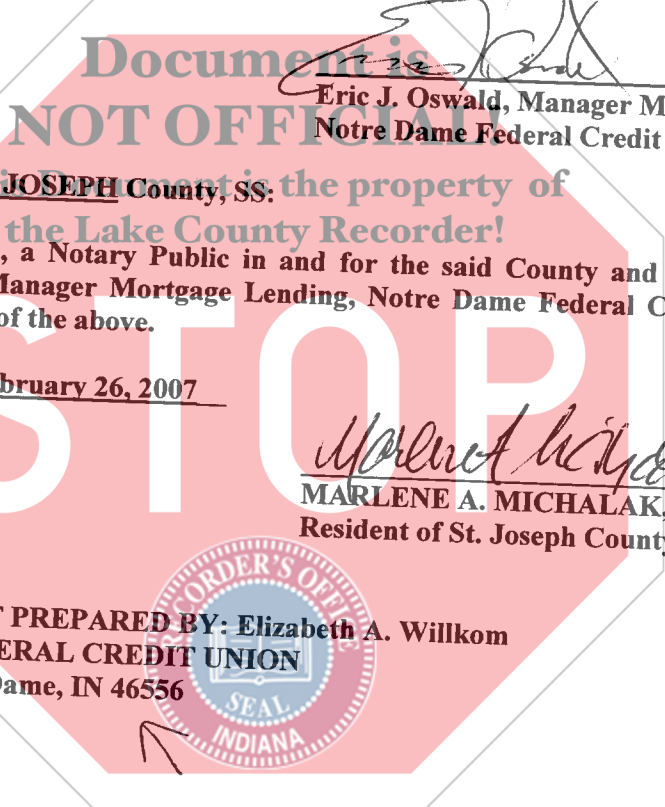 Document is
NOT OFFICIAL!
Eric J. Oswald, Manager M
Notre Dame Federal Credit
JOSEPH County, SS:
Document is the property of
the Lake County Recorder!
, a Notary Public in and for the said County and
Manager Mortgage Lending, Notre Dame Federal C
of the above.
bruary 26, 2007
STOP
MARLENE A. MICHALAK,
Resident of St. Joseph County
RECORDER'S OFFICE
PREPARED BY: Elizabeth A. Willkom
ERAL CREDIT UNION
Dame, IN 46556
SEAL
INDIANA